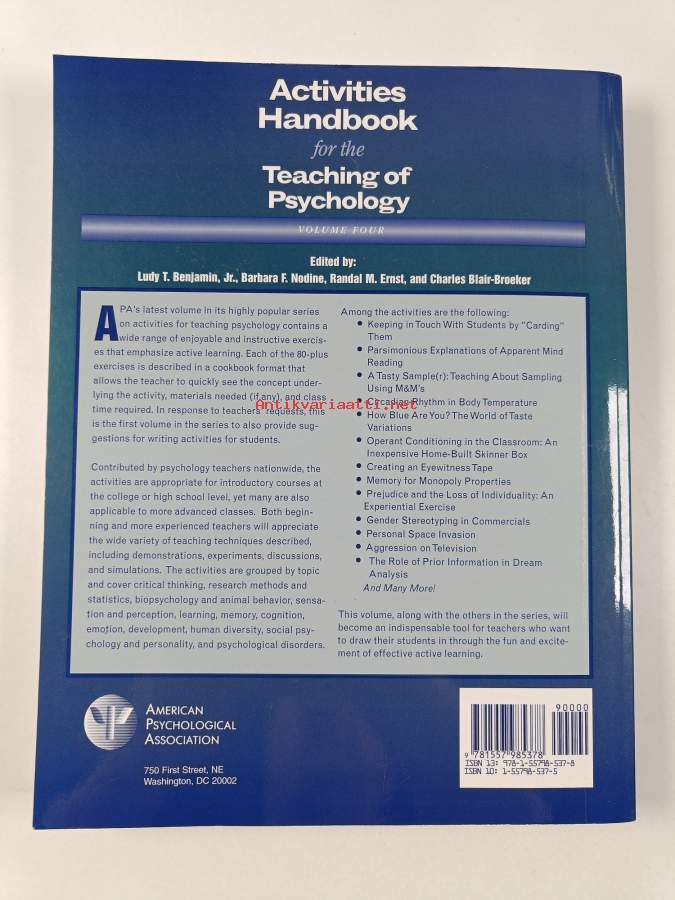 Activities
Handbook
for the
Teaching of
Psychology
VOLUME FOUR
Edited by:
Ludy T. Benjamin, Jr., Barbara F. Nodine, Randal M. Ernst, and Charles Blair-Broeker
APA's latest volume in its highly popular series
on activities for teaching psychology contains a
wide range of enjoyable and instructive exercis-
es that emphasize active learning. Each of the 80-plus
exercises is described in a cookbook format that
allows the teacher to quickly see the concept under-
lying the activity, materials needed (if any), and class
time required. In response to teachers' requests, this
is the first volume in the series to also provide sug-
gestions for writing activities for students.
Contributed by psychology teachers nationwide, the
activities are appropriate for introductory courses at
the college or high school level, yet many are also
applicable to more advanced classes. Both begin-
ning and more experienced teachers will appreciate
the wide variety of teaching techniques described,
including demonstrations, experiments, discussions,
and simulations. The activities are grouped by topic
and cover critical thinking, research methods and
statistics, biopsychology and animal behavior, sensa-
tion and perception, learning, memory, cognition,
emotion, development, human diversity, social psy-
chology and personality, and psychological disorders.
Among the activities are the following:
• Keeping in Touch With Students by "Carding"
Them
• Parsimonious Explanations of Apparent Mind
Reading
• A Tasty Sample(r): Teaching About Sampling
Using M&M's
• Circadian Rhythm in Body Temperature
• How Blue Are You? The World of Taste
Variations
• Operant Conditioning in the Classroom: An
Inexpensive Home-Built Skinner Box
• Creating an Eyewitness Tape
• Memory for Monopoly Properties
• Prejudice and the Loss of Individuality: An
Experiential Exercise
• Gender Stereotyping in Commercials
• Personal Space Invasion
• Aggression on Television
• The Role of Prior Information in Dream
Analysis
And Many More!
This volume, along with the others in the series, will
become an indispensable tool for teachers who want
to draw their students in through the fun and excite-
ment of effective active learning.
Antikvariaatti.net
AMERICAN
PSYCHOLOGICAL
ASSOCIATION
750 First Street, NE
Washington, DC 20002
90000
9 781557 985378
ISBN 13: 978-1-55798-537-8
ISBN 10: 1-55798-537-5